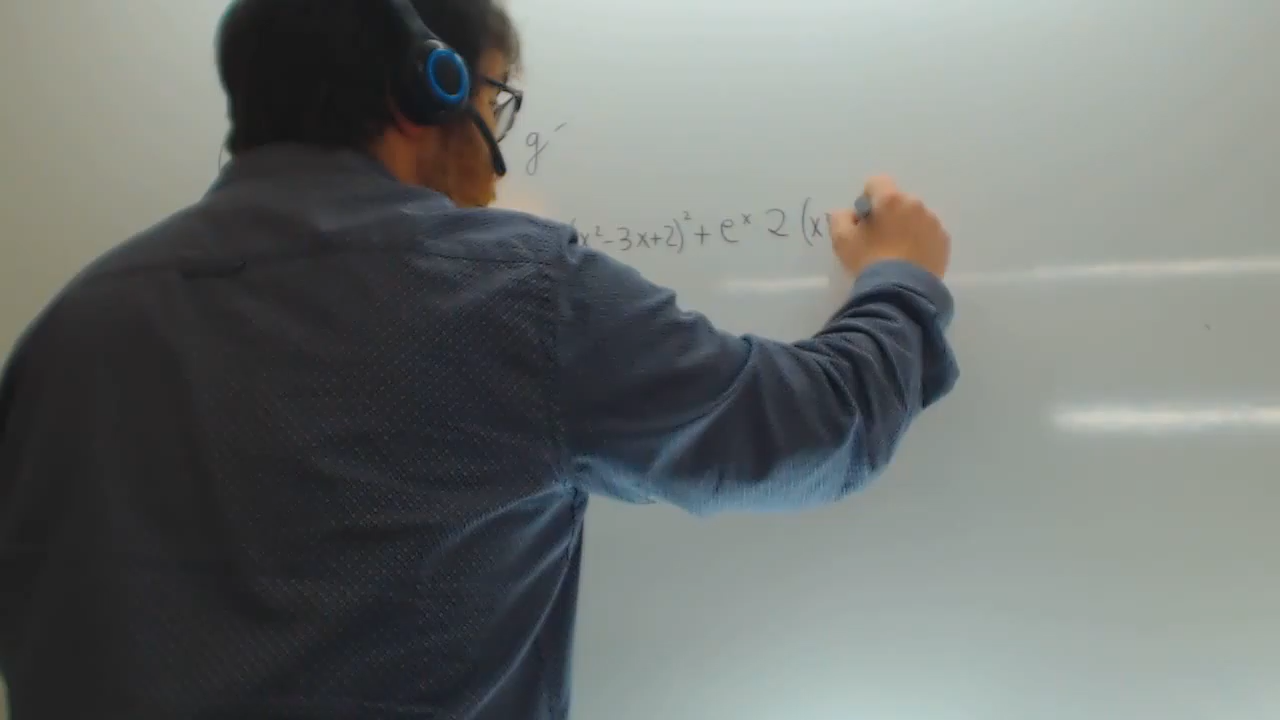 g′
(x²-3x+2)² + eˣ 2 (x